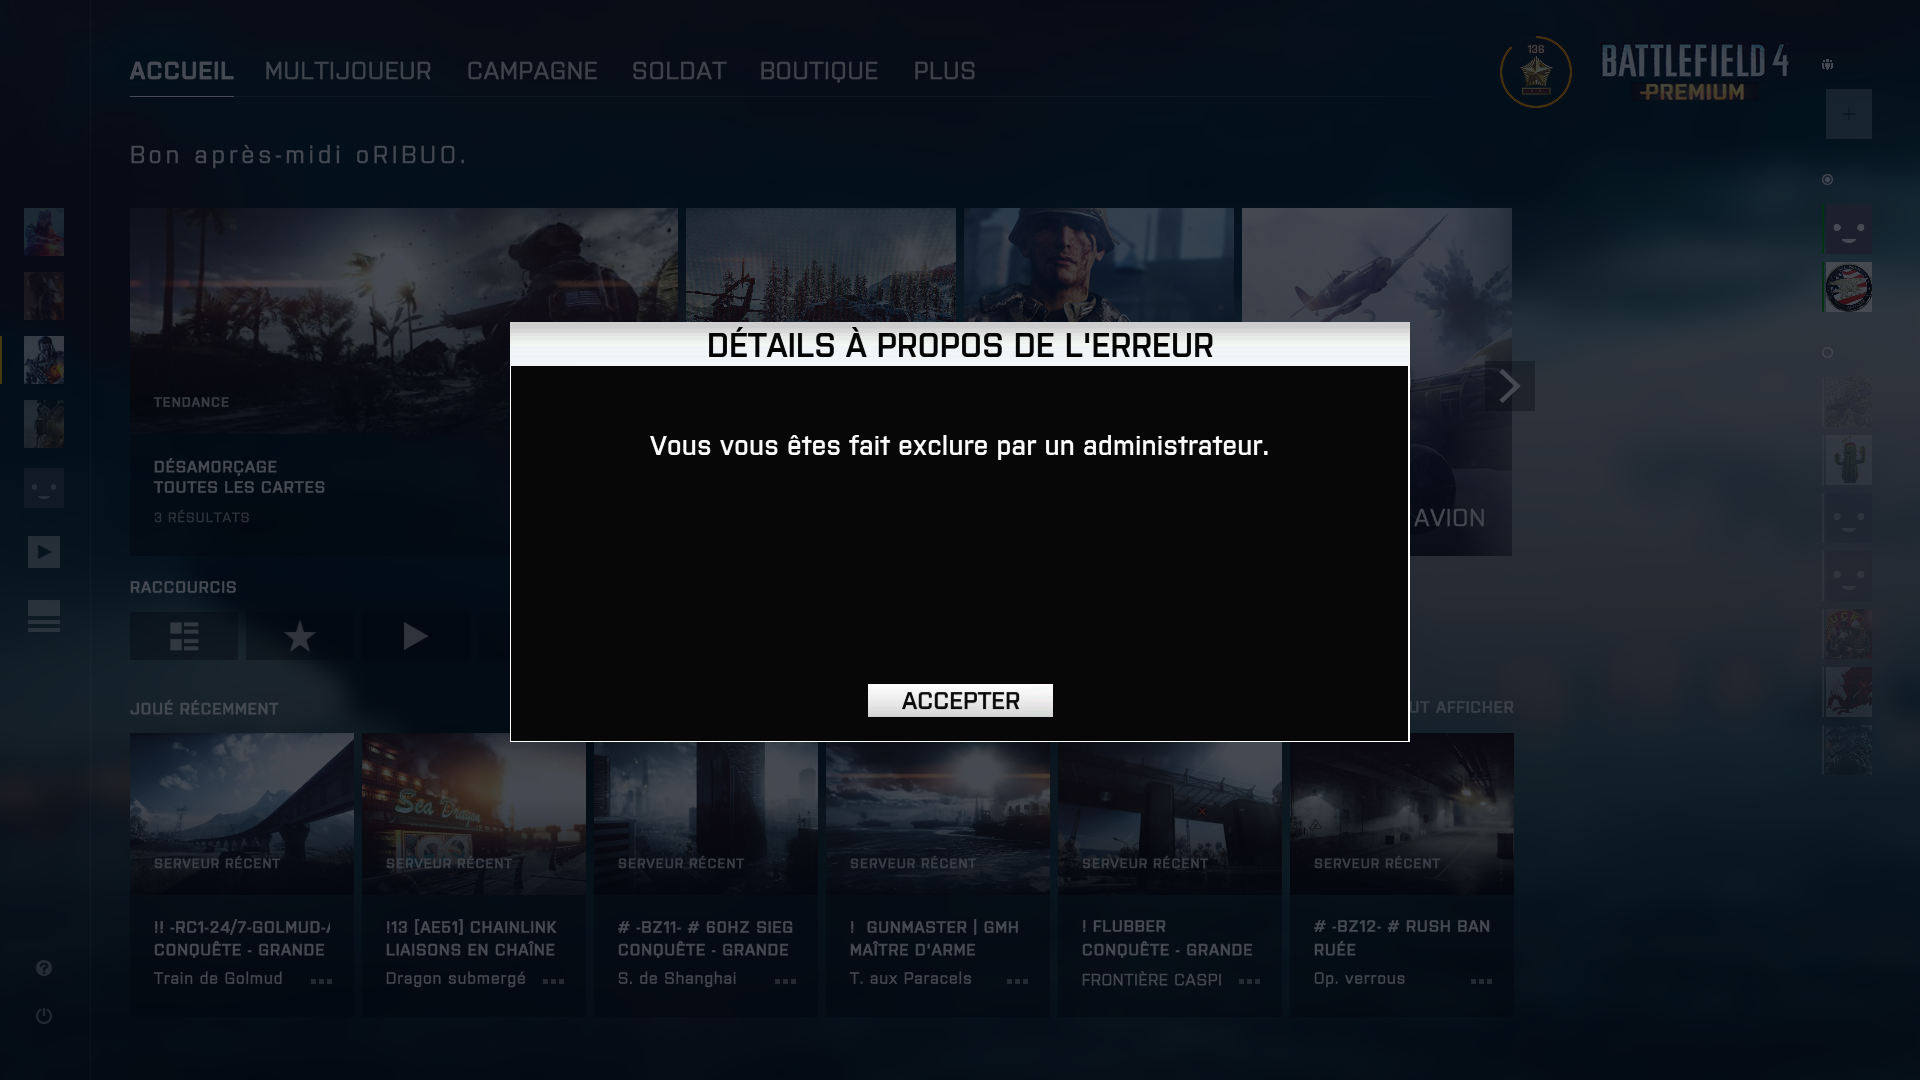 ACCUEIL MULTIJOUEUR CAMPAGNE SOLDAT BOUTIQUE PLUS
136
BATTLEFIELD 4
PREMIUM
Bon après-midi oRIBUO.
DÉTAILS À PROPOS DE L'ERREUR
Vous vous êtes fait exclure par un administrateur.
ACCEPTER
TENDANCE
DÉSAMORÇAGE
TOUTES LES CARTES
3 RÉSULTATS
AVION
RACCOURCIS
JOUÉ RÉCEMMENT
UT AFFICHER
Sea Dragon
SERVEUR RÉCENT
!! -RC1-24/7-GOLMUD-
CONQUÊTE - GRANDE
Train de Golmud
SERVEUR RÉCENT
!13 [AE51] CHAINLINK
LIAISONS EN CHAÎNE
Dragon submergé
SERVEUR RÉCENT
# -BZ11- # 60HZ SIEG
CONQUÊTE - GRANDE
S. de Shanghai
SERVEUR RÉCENT
! GUNMASTER | GMH
MAÎTRE D'ARME
T. aux Paracels
SERVEUR RÉCENT
! FLUBBER
CONQUÊTE - GRANDE
FRONTIÈRE CASPI
SERVEUR RÉCENT
# -BZ12- # RUSH BAN
RUÉE
Op. verrous